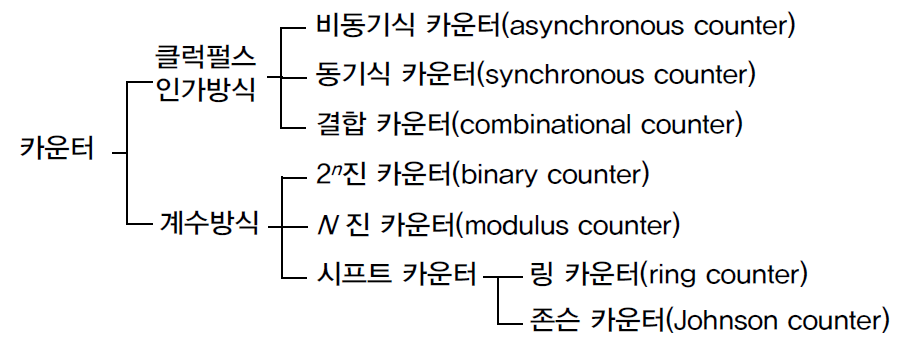 카운터
클럭펄스
인가방식
비동기식 카운터(asynchronous counter)
동기식 카운터(synchronous counter)
결합 카운터(combinational counter)
계수방식
2ⁿ진 카운터(binary counter)
N 진 카운터(modulus counter)
시프트 카운터
링 카운터(ring counter)
존슨 카운터(Johnson counter)